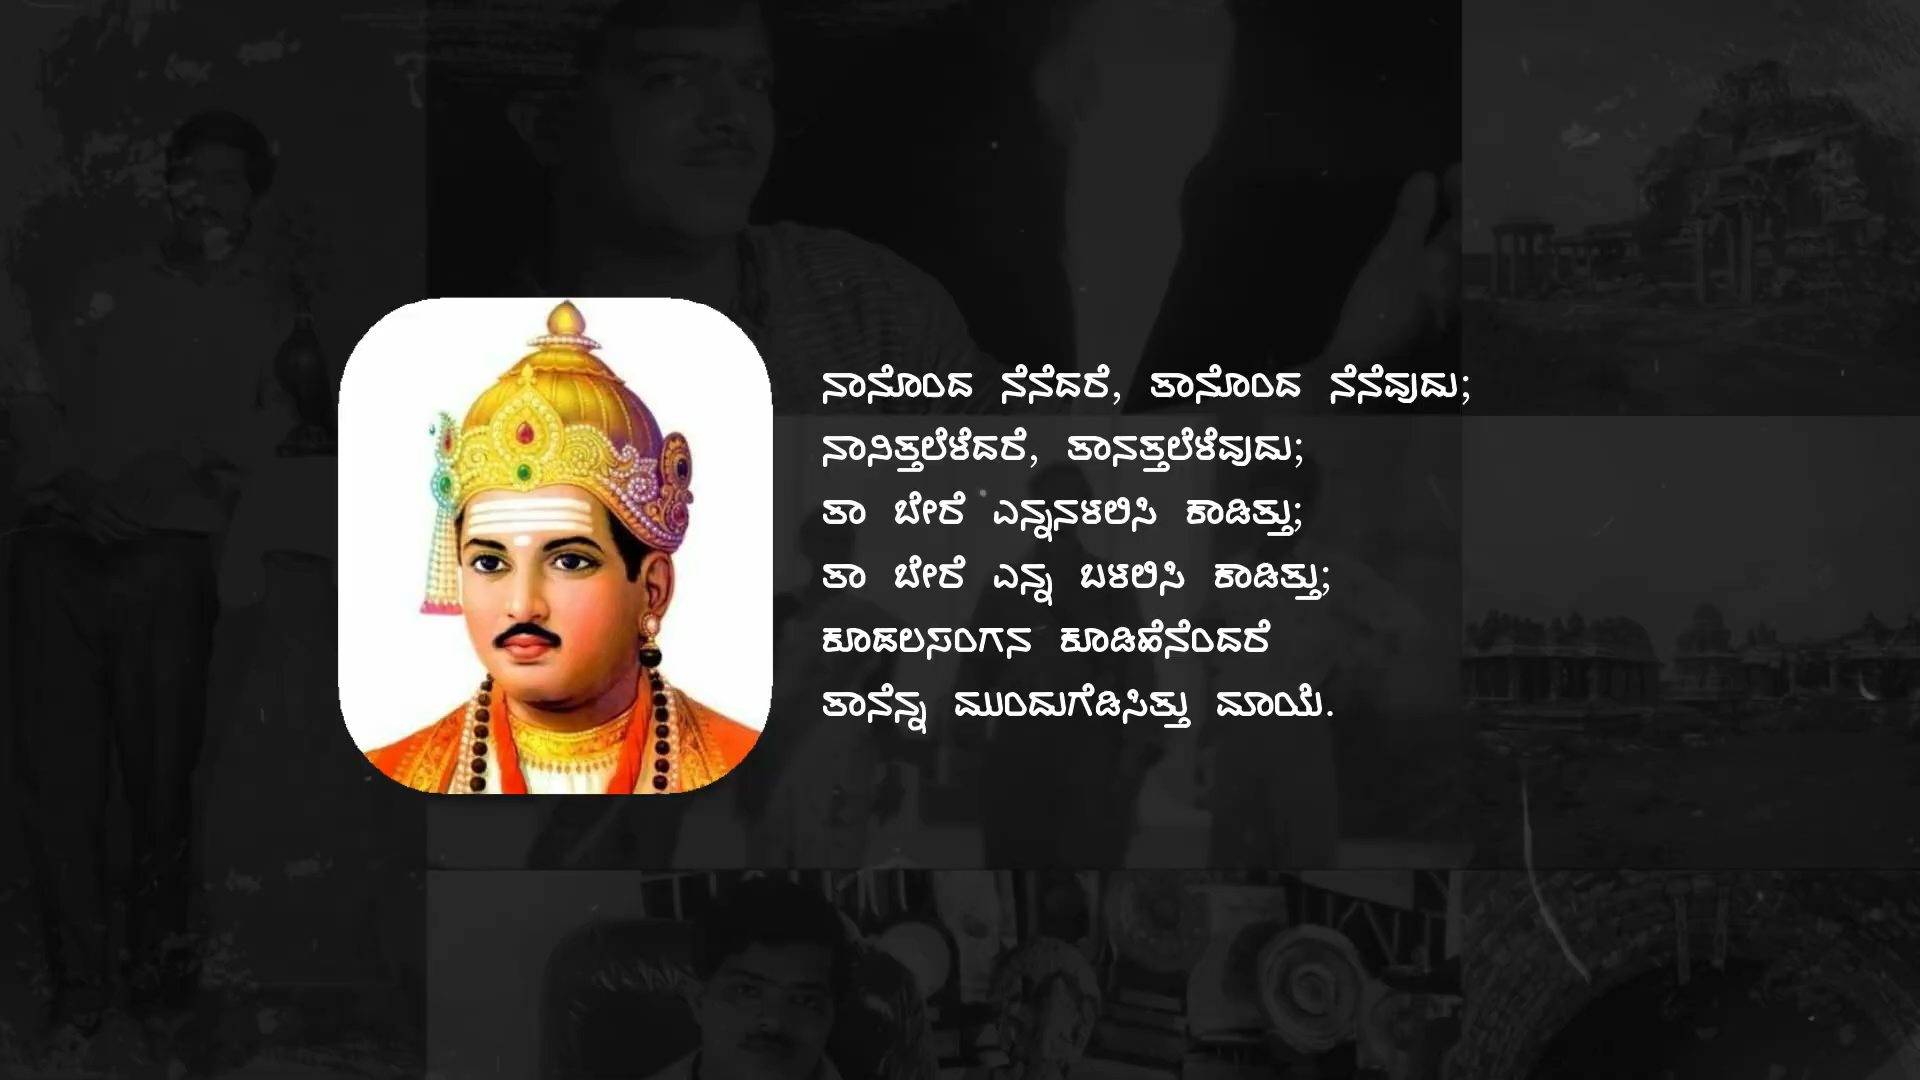 ನಾನೊಂದ ನೆನೆದರೆ, ತಾನೊಂದ ನೆನೆವುದು;
ನಾನಿತ್ತಲೆಳೆದರೆ, ತಾನತ್ತಲೆಳೆವುದು;
ತಾ ಬೇರೆ ಎನ್ನನಳಲಿಸಿ ಕಾಡಿತ್ತು;
ತಾ ಬೇರೆ ಎನ್ನ ಬಳಲಿಸಿ ಕಾಡಿತ್ತು;
ಕೂಡಲಸಂಗನ ಕೂಡಿಹೆನೆಂದರೆ
ತಾನೆನ್ನ ಮುಂದುಗೆಡಿಸಿತ್ತು ಮಾಯೆ.